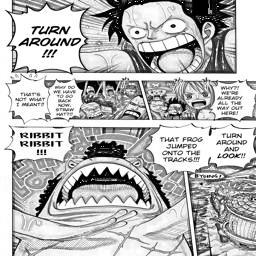 TURN
AROUND
!!!
WHY?!
WE'RE
ALREADY
ALL THE
WAY OUT
HERE!
WHY DO
WE HAVE
TO GO
BACK
NOW,
STRAW
HAT?!
THAT'S
NOT WHAT
I MEANT!!
TURN
AROUND
AND
LOOK!!
THAT FROG
JUMPED
ONTO THE
TRACKS!!!
RIBBIT
RIBBIT
!!!